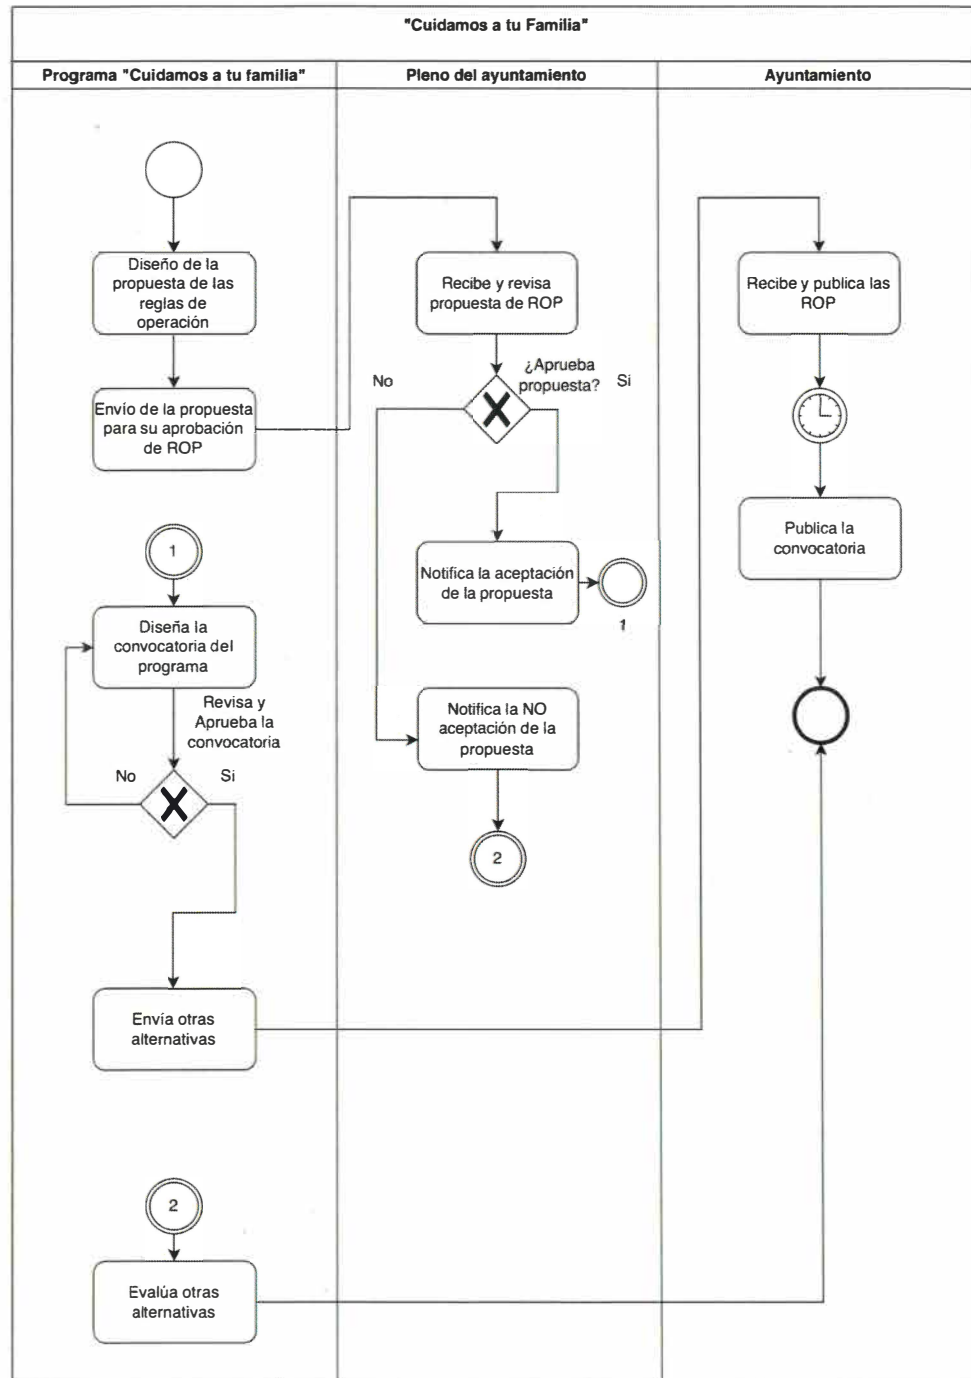 "Cuidamos a tu Familia"
Programa "Cuidamos a tu familia"
Pleno del ayuntamiento
Ayuntamiento
Diseño de la
propuesta de las
reglas de
operación
Envío de la propuesta
para su aprobación
de ROP
1
Diseña la
convocatoria del
programa
Revisa y
Aprueba la
convocatoria
No
Si
Envía otras
alternativas
2
Evalúa otras
alternativas
Recibe y revisa
propuesta de ROP
¿Aprueba
propuesta?
No
Sí
Notifica la aceptación
de la propuesta
1
Notifica la NO
aceptación de la
propuesta
2
Recibe y publica las
ROP
Publica la
convocatoria